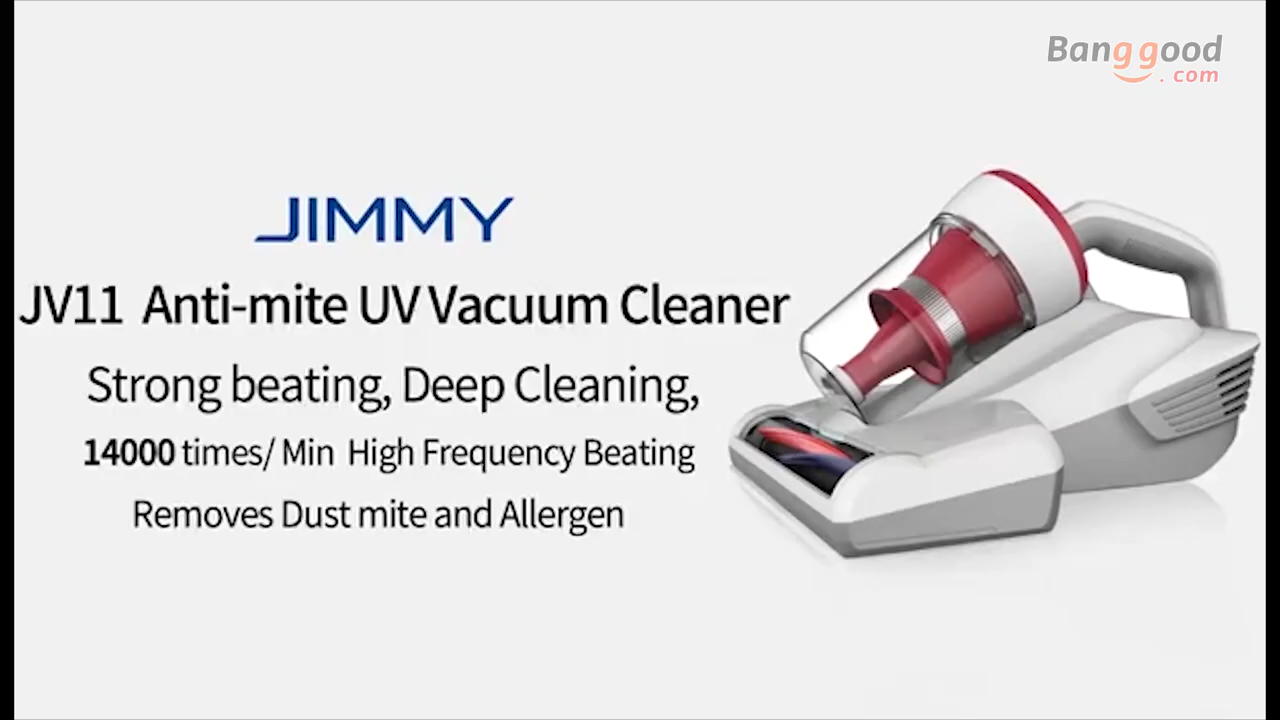 Banggood
.com
JIMMY
JV11 Anti-mite UV Vacuum Cleaner
Strong beating, Deep Cleaning,
14000 times/ Min High Frequency Beating
Removes Dust mite and Allergen